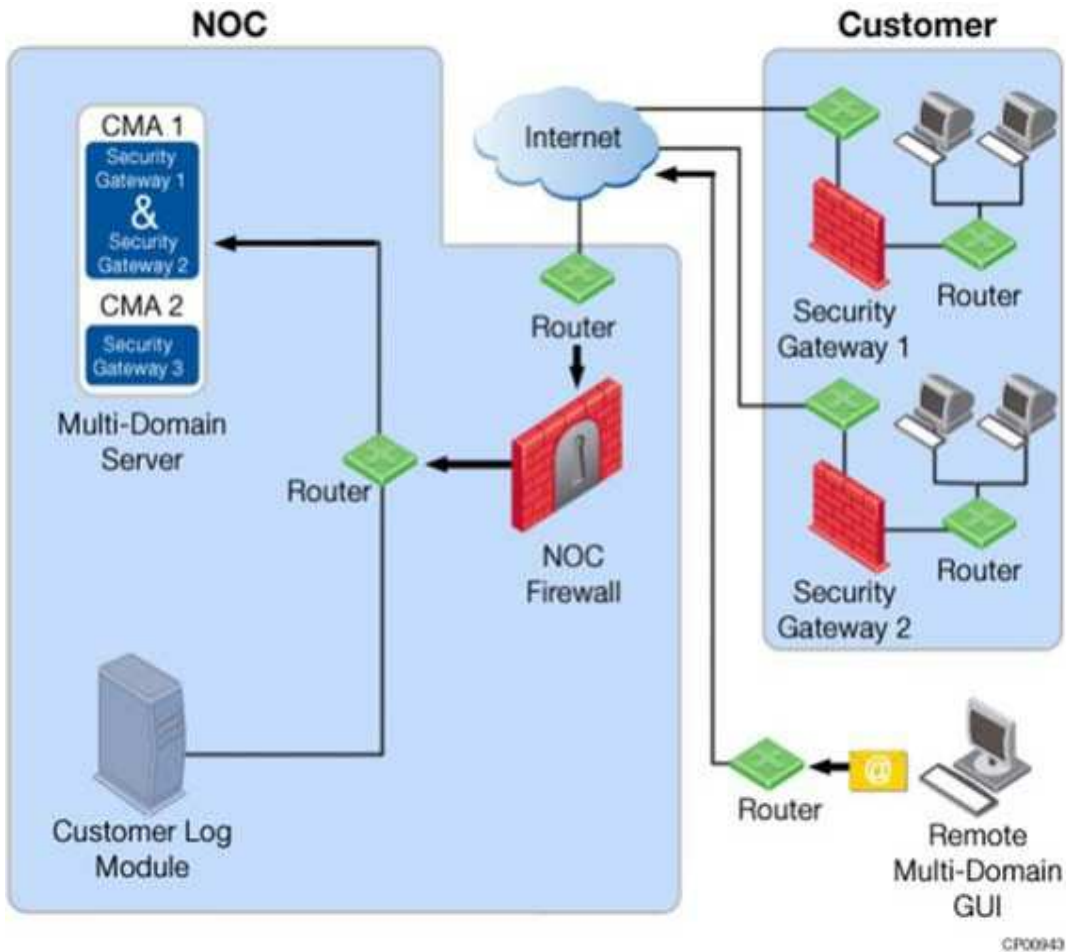 NOC
Customer
CMA 1
Security
Gateway 1
&
Security
Gateway 2
CMA 2
Security
Gateway 3
Multi-Domain
Server
Internet
Router
Router
NOC
Firewall
Customer Log
Module
Security
Gateway 1
Router
Security
Gateway 2
Router
@
Router
Remote
Multi-Domain
GUI
CP00943